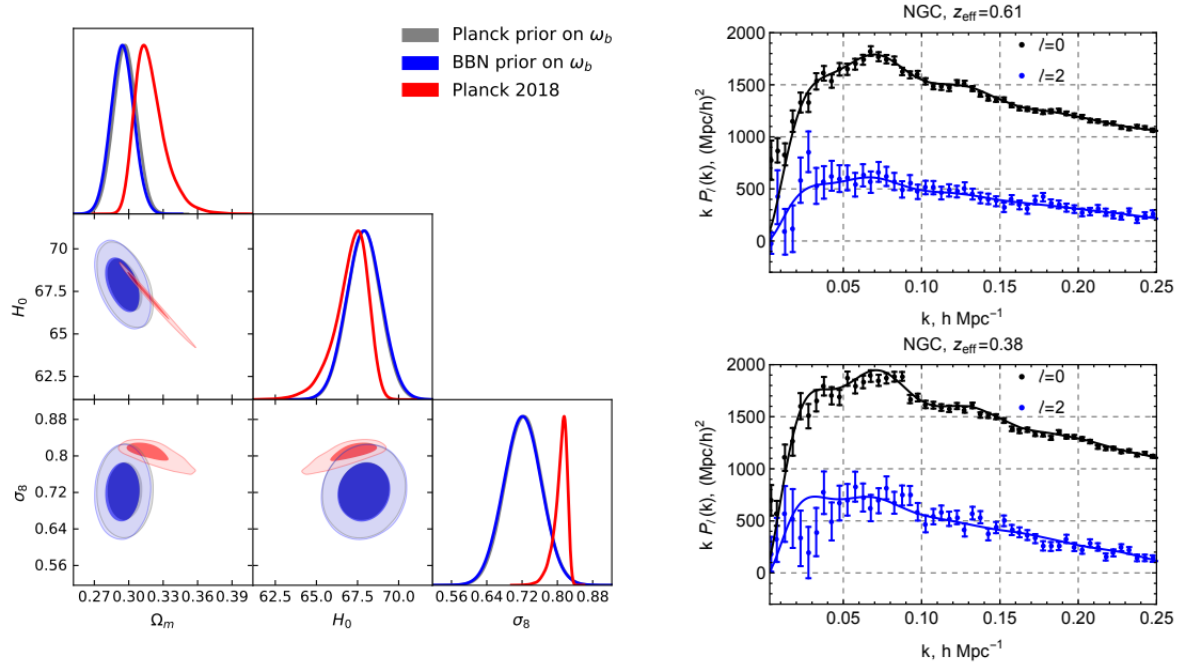 Planck prior on ω_b
BBN prior on ω_b
Planck 2018
H₀
70
67.5
65
62.5
σ₈
0.88
0.8
0.72
0.64
0.56
0.27 0.30 0.33 0.36 0.39
Ω_m
62.5 65.0 67.5 70.0
H₀
0.56 0.64 0.72 0.80 0.88
σ₈
NGC, z_eff=0.61
k P_l(k), (Mpc/h)²
2000
1500
1000
500
0
l=0
l=2
0.05 0.10 0.15 0.20 0.25
k, h Mpc⁻¹
NGC, z_eff=0.38
k P_l(k), (Mpc/h)²
2000
1500
1000
500
0
l=0
l=2
0.05 0.10 0.15 0.20 0.25
k, h Mpc⁻¹